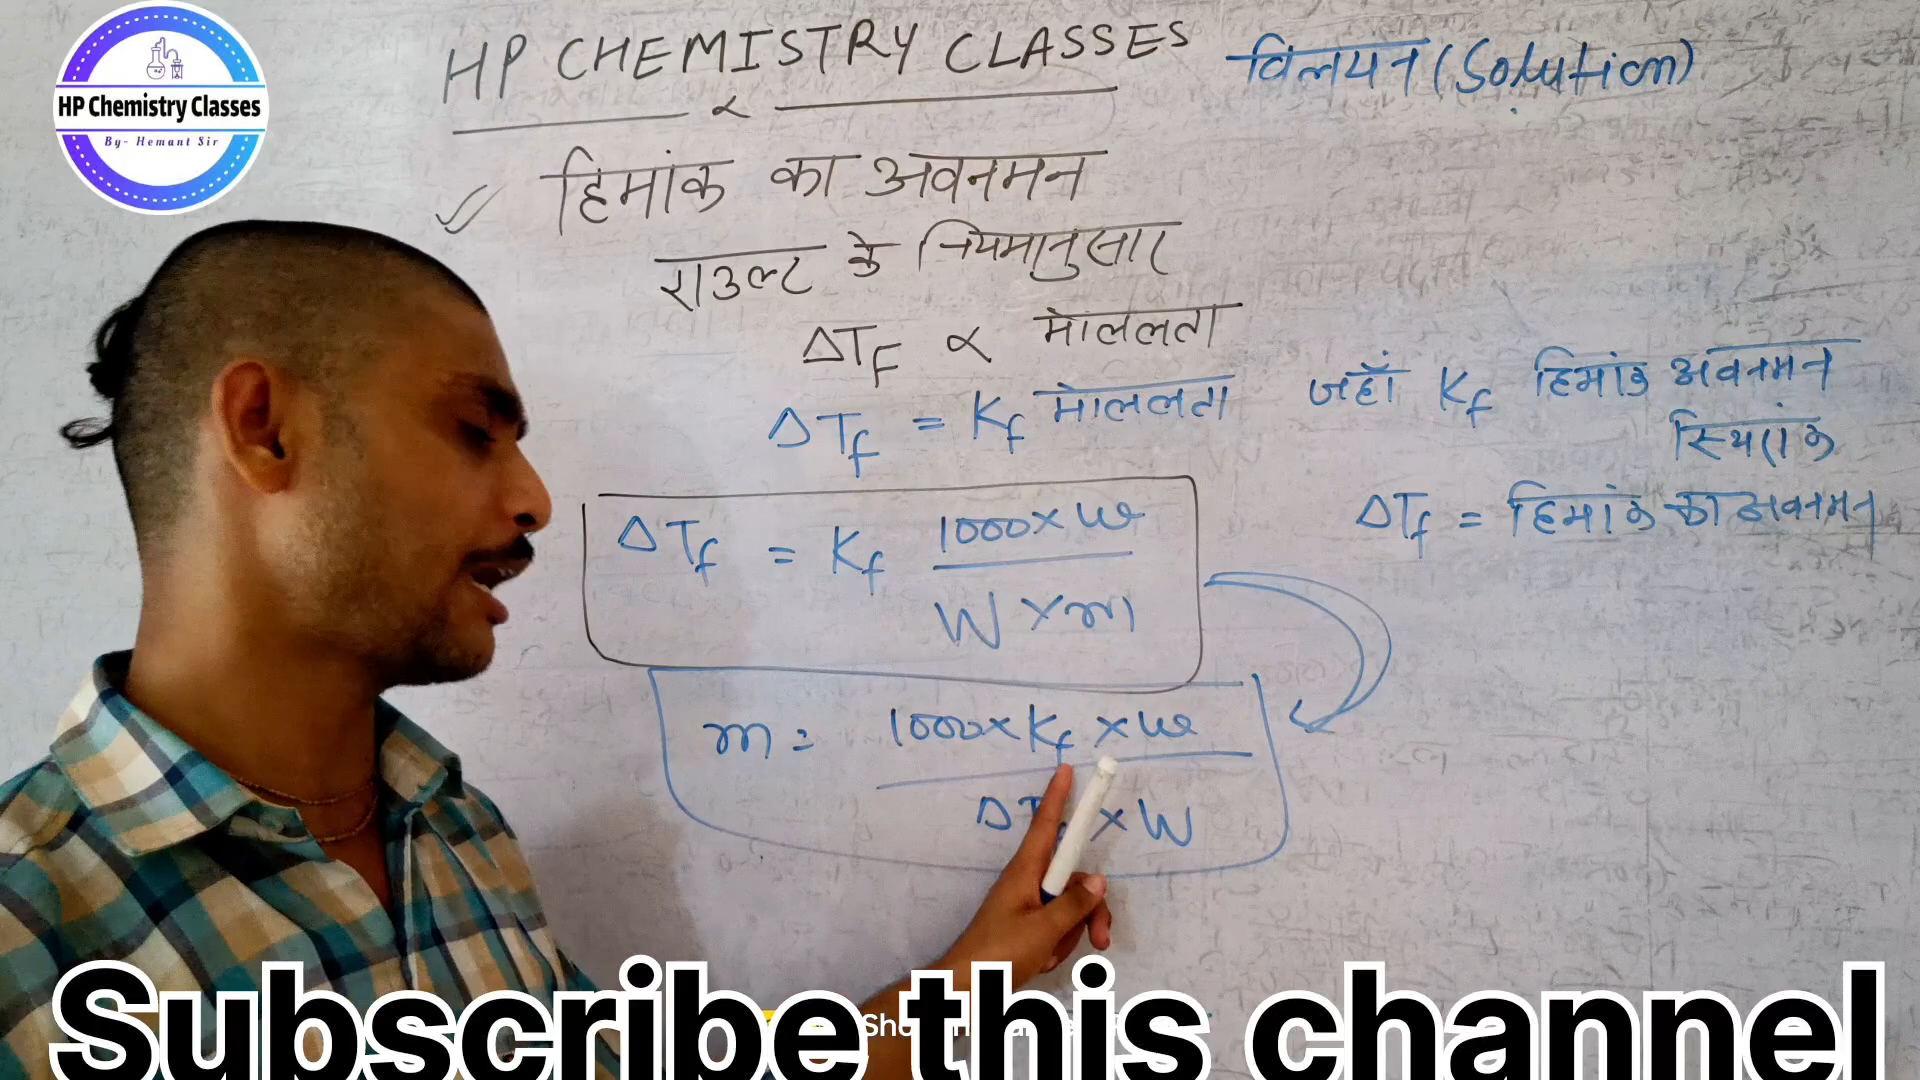 HP Chemistry Classes
By- Hemant Sir
HP CHEMISTRY CLASSES
विलयन (Solution)
हिमांक का अवनमन
राउल्ट के नियमानुसार
ΔTF ∝ मोललता
ΔTf = Kf मोललता
जहाँ Kf हिमांक अवनमन
स्थिरांक
ΔTf = हिमांक का अवनमन
ΔTf = Kf 1000×w
W×m
m = 1000×Kf×w
ΔTf × W
Subscribe this channel